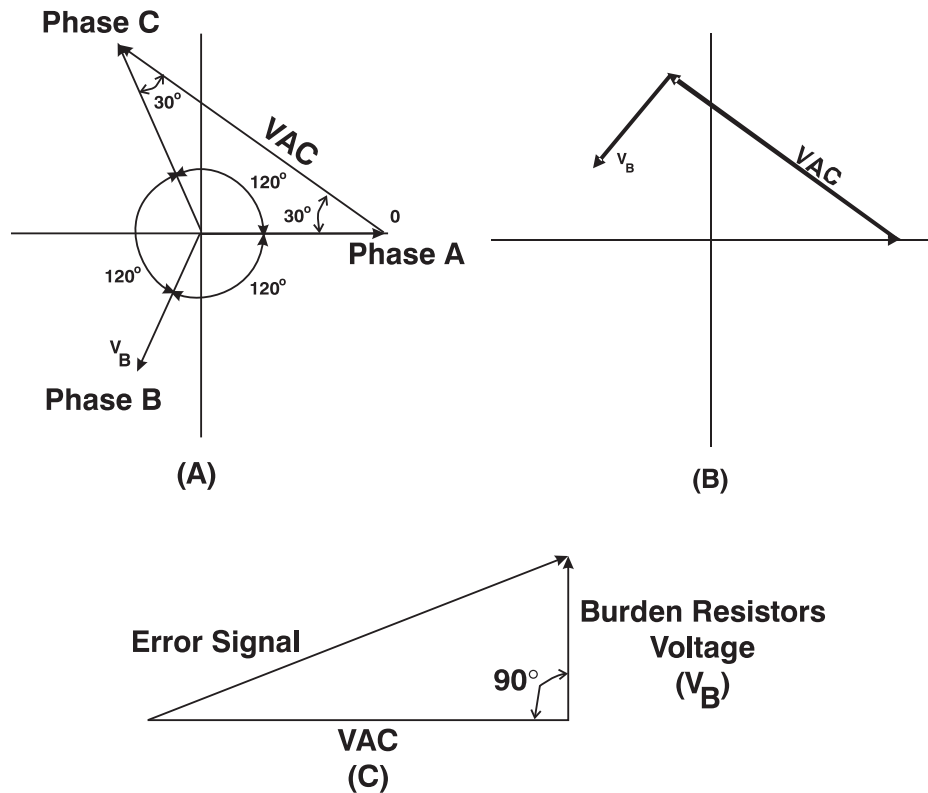 Phase C
30°
VAC
120°
30°
0
Phase A
120°
120°
V_B
Phase B
(A)
VAC
V_B
(B)
Error Signal
Burden Resistors
Voltage
(V_B)
90°
VAC
(C)